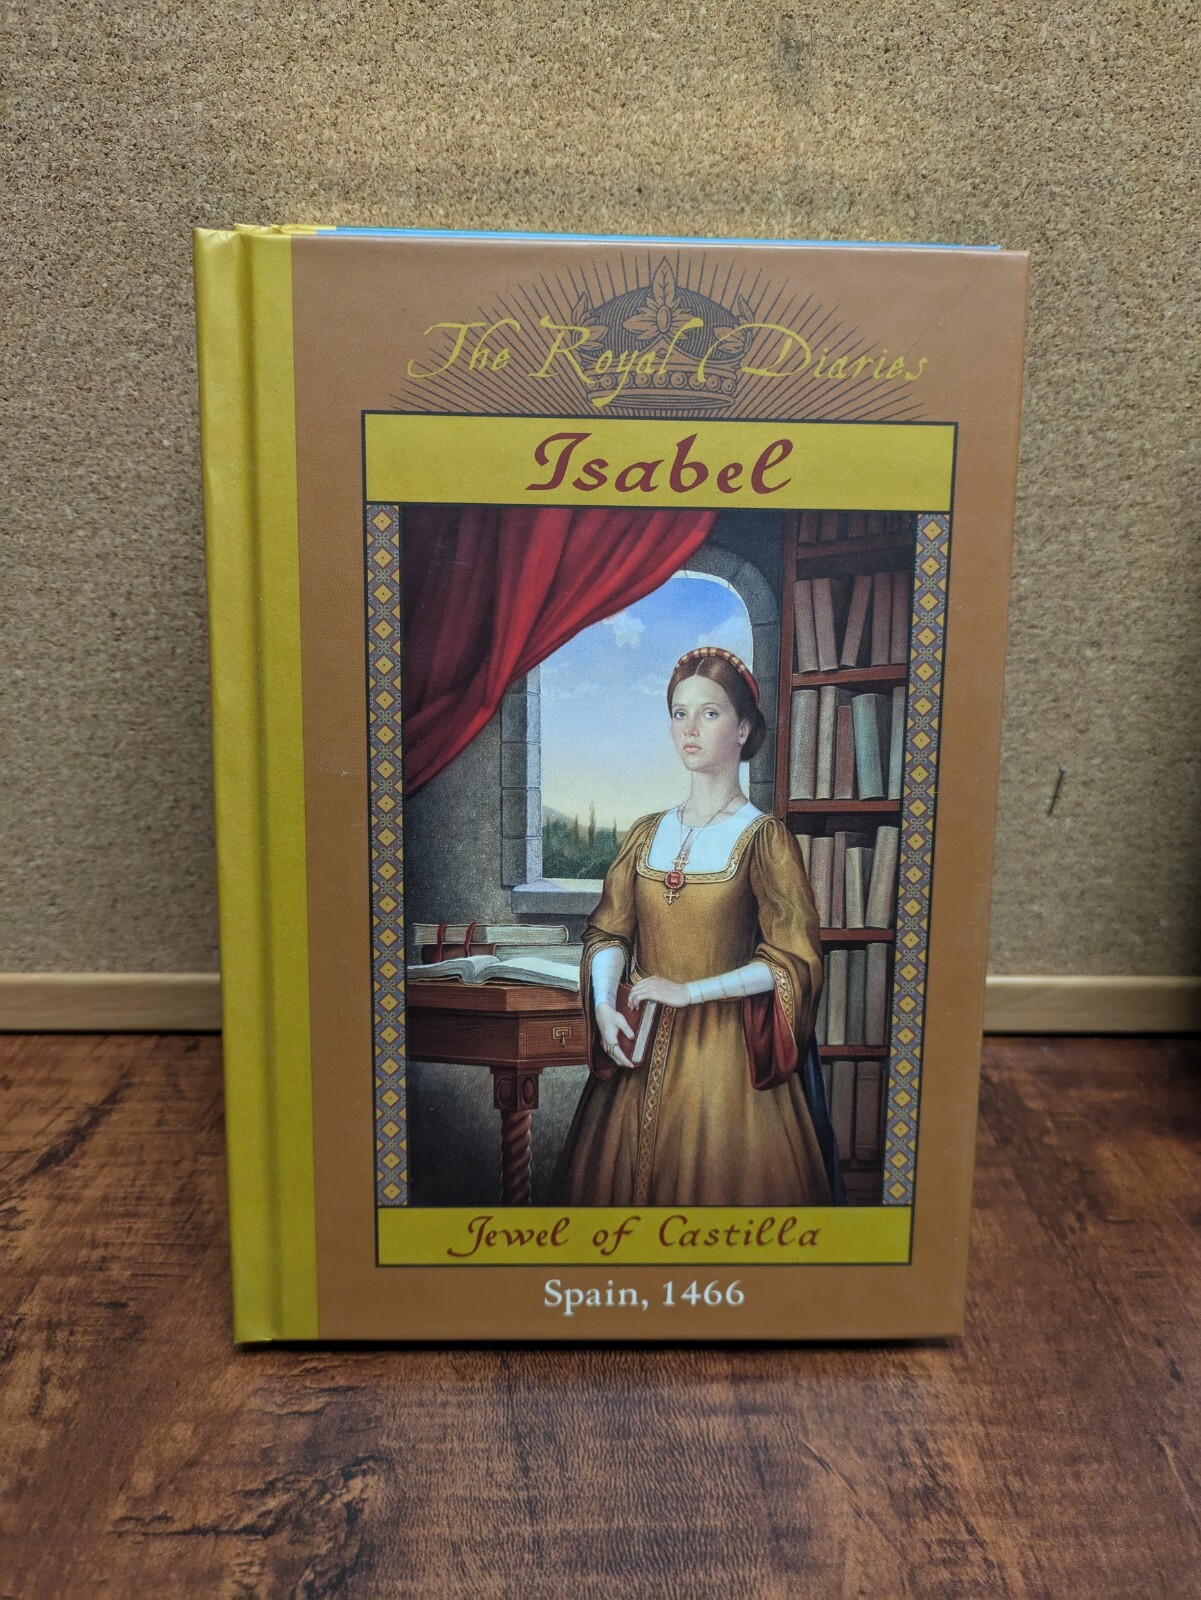 The Royal Diaries
Isabel
Jewel of Castilla
Spain, 1466